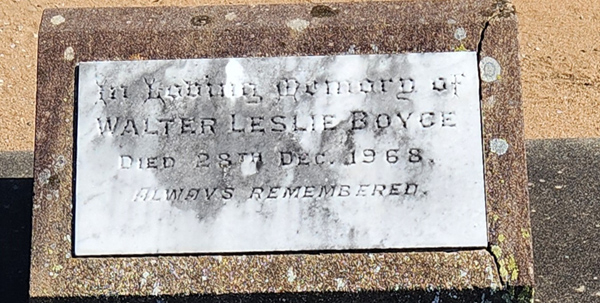 In Loving Memory of
WALTER LESLIE BOYCE
DIED 28TH DEC. 1968.
ALWAYS REMEMBERED.